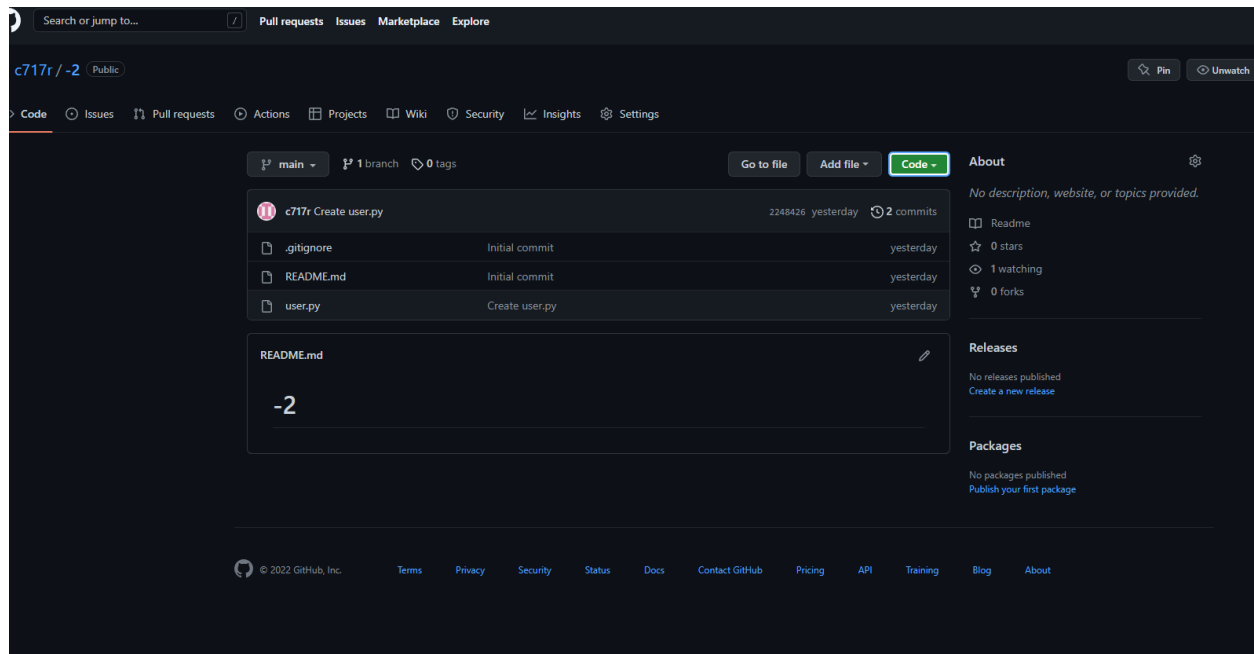 Search or jump to... / Pull requests Issues Marketplace Explore
c717r / -2 Public Pin Unwatch
Code Issues Pull requests Actions Projects Wiki Security Insights Settings
main 1 branch 0 tags Go to file Add file Code
c717r Create user.py 2248426 yesterday 2 commits
.gitignore Initial commit yesterday
README.md Initial commit yesterday
user.py Create user.py yesterday
README.md
-2
About
No description, website, or topics provided.
Readme
0 stars
1 watching
0 forks
Releases
No releases published
Create a new release
Packages
No packages published
Publish your first package
© 2022 GitHub, Inc. Terms Privacy Security Status Docs Contact GitHub Pricing API Training Blog About